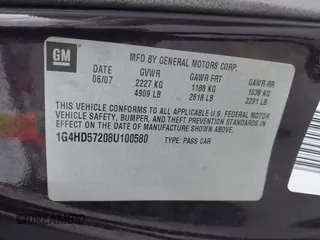 GM
MFD BY GENERAL MOTORS CORP.
DATE GVWR GAWR FRT GAWR RR
06/07 2227 KG 1188 KG 1039 KG
4909 LB 2618 LB 2291 LB
THIS VEHICLE CONFORMS TO ALL APPLICABLE U.S. FEDERAL MOTOR
VEHICLE SAFETY, BUMPER, AND THEFT PREVENTION STANDARDS
IN EFFECT ON THE DATE OF MANUFACTURE SHOWN ABOVE.
1G4HD57208U100580 TYPE: PASS CAR